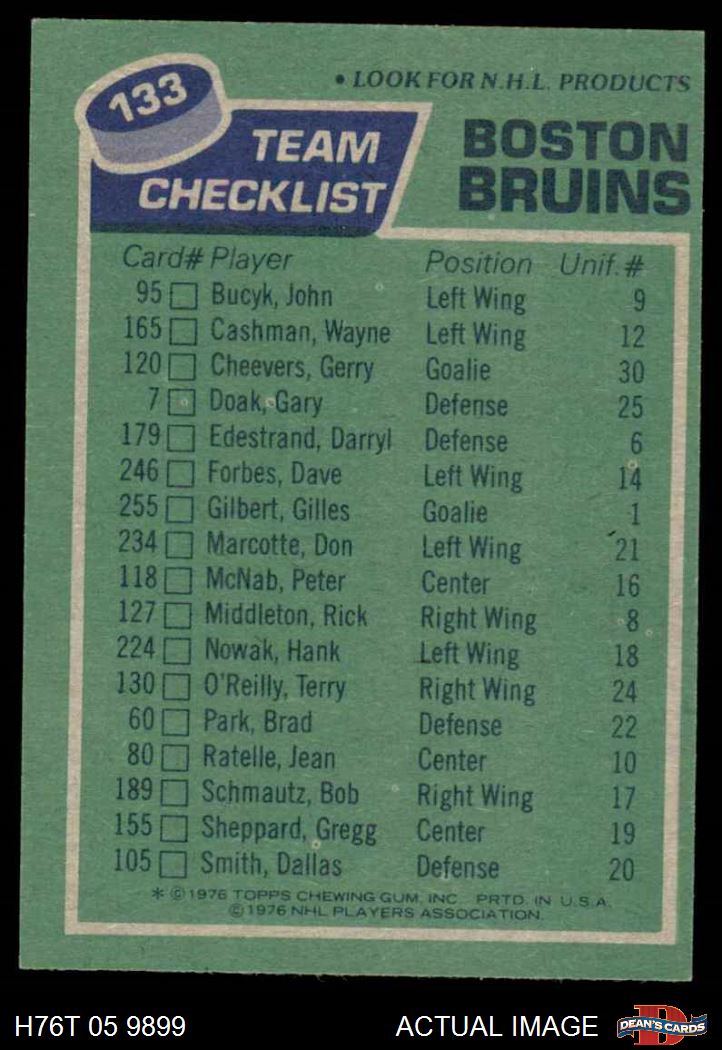 133
• LOOK FOR N.H.L. PRODUCTS
TEAM CHECKLIST
BOSTON BRUINS
Card# Player Position Unif.#
95 Bucyk, John Left Wing 9
165 Cashman, Wayne Left Wing 12
120 Cheevers, Gerry Goalie 30
7 Doak, Gary Defense 25
179 Edestrand, Darryl Defense 6
246 Forbes, Dave Left Wing 14
255 Gilbert, Gilles Goalie 1
234 Marcotte, Don Left Wing 21
118 McNab, Peter Center 16
127 Middleton, Rick Right Wing 8
224 Nowak, Hank Left Wing 18
130 O'Reilly, Terry Right Wing 24
60 Park, Brad Defense 22
80 Ratelle, Jean Center 10
189 Schmautz, Bob Right Wing 17
155 Sheppard, Gregg Center 19
105 Smith, Dallas Defense 20
* ©1976 TOPPS CHEWING GUM, INC. PRTD. IN U.S.A.
©1976 NHL PLAYERS ASSOCIATION.
H76T 05 9899 ACTUAL IMAGE D DEAN'S CARDS